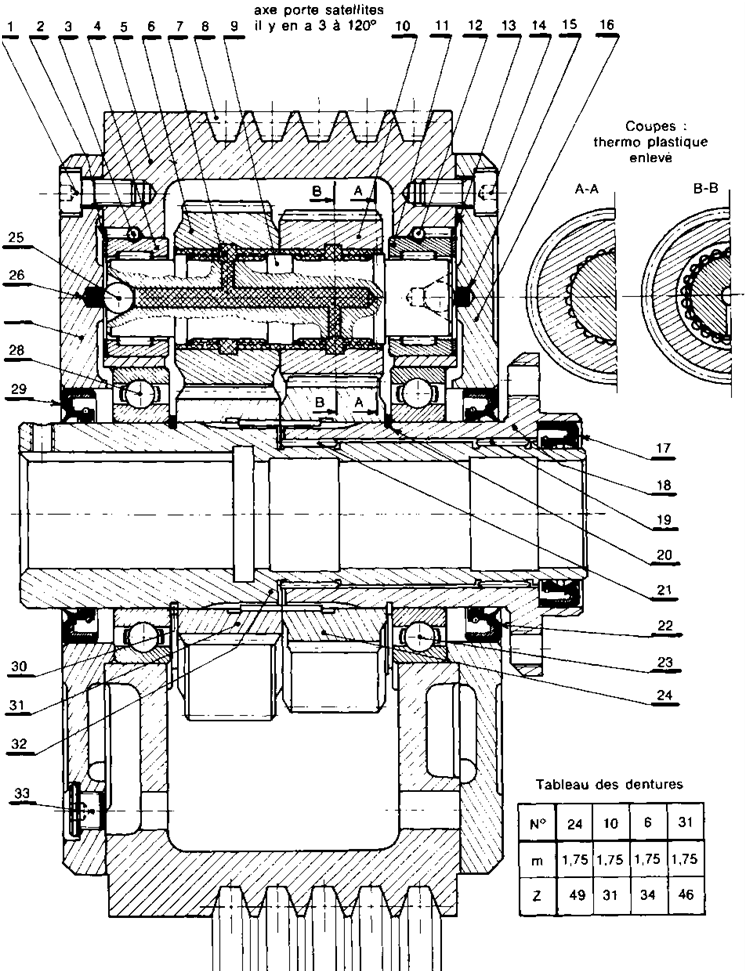 axe porte satellites
1 2 3 4 5 6 7 8 9 il y en a 3 à 120° 10 11 12 13 14 15 16
Coupes :
thermo plastique
enlevé
A-A B-B
B A
25
26
28
B A
29
17
18
19
20
21
22
30
23
31
24
32
33
Tableau des dentures
N° 24 10 6 31
m 1,75 1,75 1,75 1,75
Z 49 31 34 46